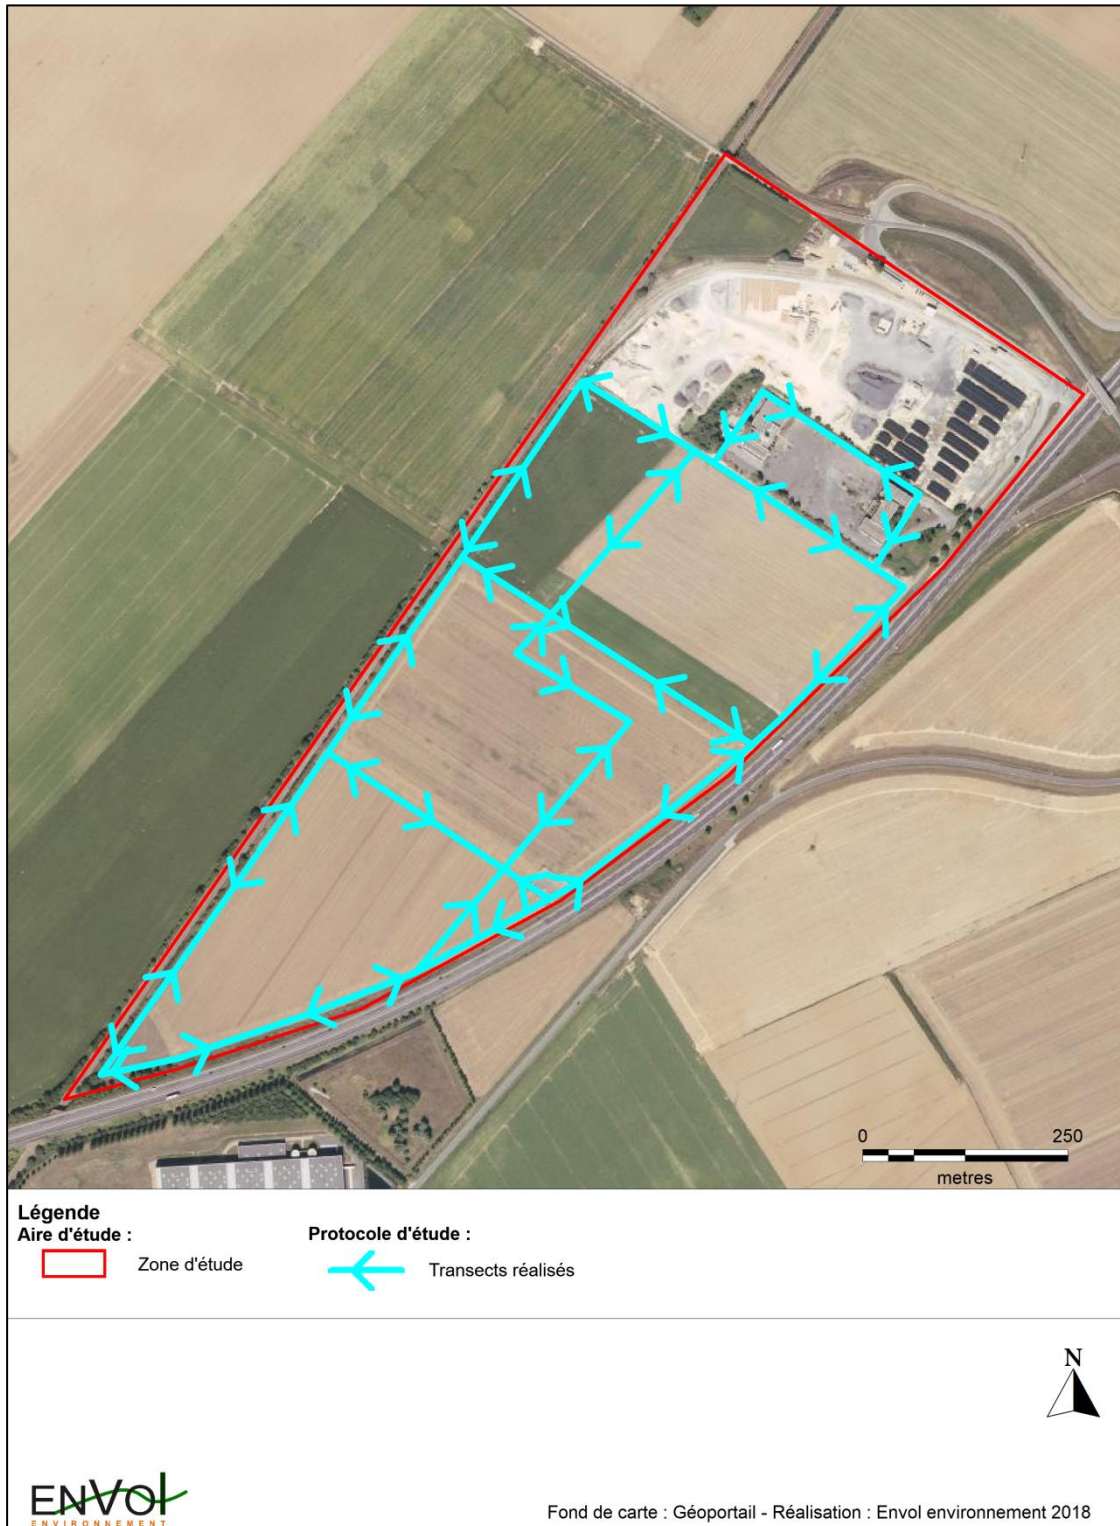 0 250
metres
Légende
Aire d'étude :
Protocole d'étude :
Zone d'étude
Transects réalisés
N
ENVOl
ENVIRONNEMENT
Fond de carte : Géoportail - Réalisation : Envol environnement 2018